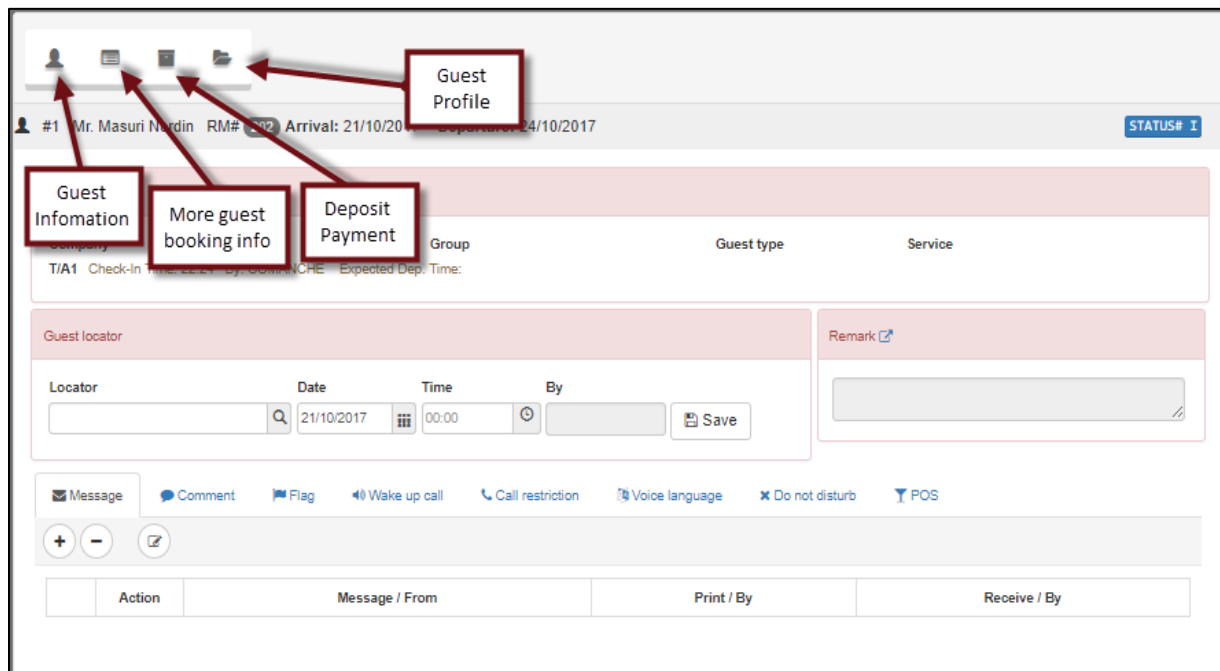 Guest
Profile
#1 Mr. Masuri Nordin RM# Arrival: 21/10/2017 24/10/2017
STATUS# I
Guest
Infomation
More guest
booking info
Deposit
Payment
Group Guest type Service
T/A1 Check-In Expected Dep. Time:
Guest locator
Remark
Locator Date Time By
21/10/2017 00:00 Save
Message Comment Flag Wake up call Call restriction Voice language Do not disturb POS
Action Message / From Print / By Receive / By